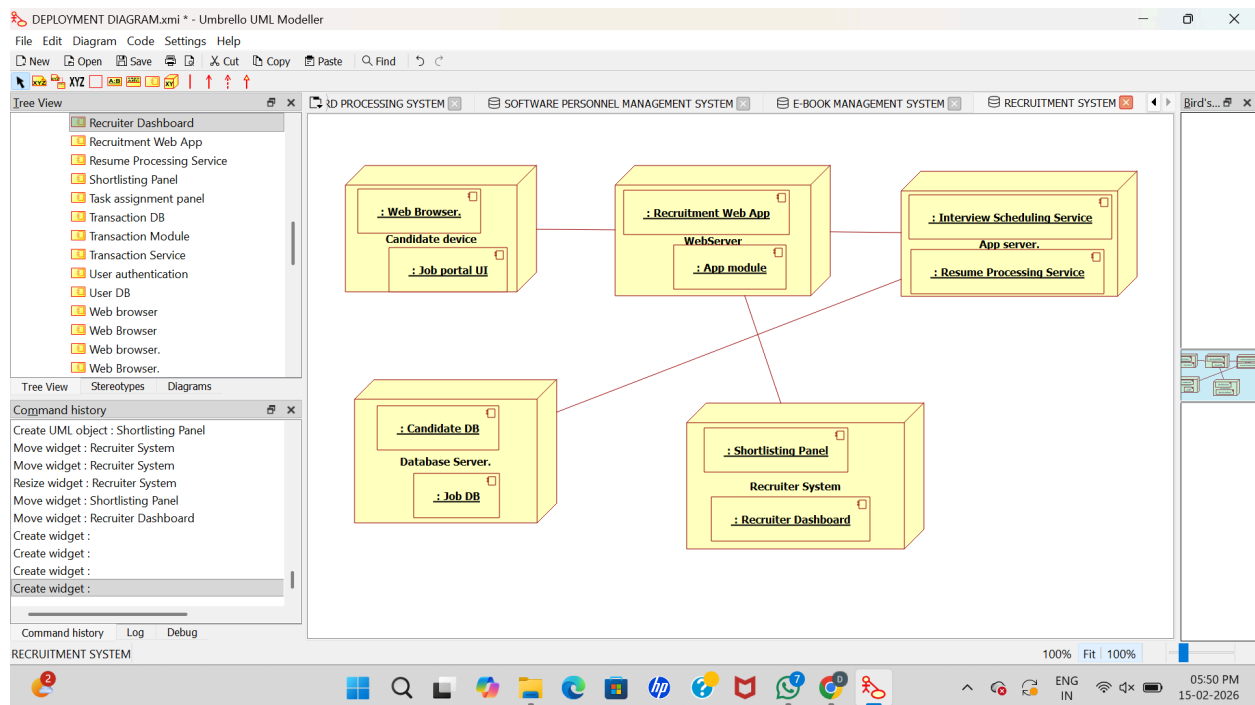 DEPLOYMENT DIAGRAM.xmi * - Umbrello UML Modeller
File Edit Diagram Code Settings Help
New Open Save Cut Copy Paste Find
XYZ XYZ A:B XY
Tree View
RD PROCESSING SYSTEM SOFTWARE PERSONNEL MANAGEMENT SYSTEM E-BOOK MANAGEMENT SYSTEM RECRUITMENT SYSTEM
Bird's...
Recruiter Dashboard
Recruitment Web App
Resume Processing Service
Shortlisting Panel
Task assignment panel
Transaction DB
Transaction Module
Transaction Service
User authentication
User DB
Web browser
Web Browser
Web browser.
Web Browser.
Tree View Stereotypes Diagrams
Command history
Create UML object : Shortlisting Panel
Move widget : Recruiter System
Move widget : Recruiter System
Resize widget : Recruiter System
Move widget : Shortlisting Panel
Move widget : Recruiter Dashboard
Create widget :
Create widget :
Create widget :
Create widget :
Command history Log Debug
: Web Browser.
Candidate device
: Job portal UI
: Recruitment Web App
WebServer
: App module
: Interview Scheduling Service
App server.
: Resume Processing Service
: Candidate DB
Database Server.
: Job DB
: Shortlisting Panel
Recruiter System
: Recruiter Dashboard
RECRUITMENT SYSTEM
100% Fit 100%
2
hp
7
D
ENG
IN
05:50 PM
15-02-2026